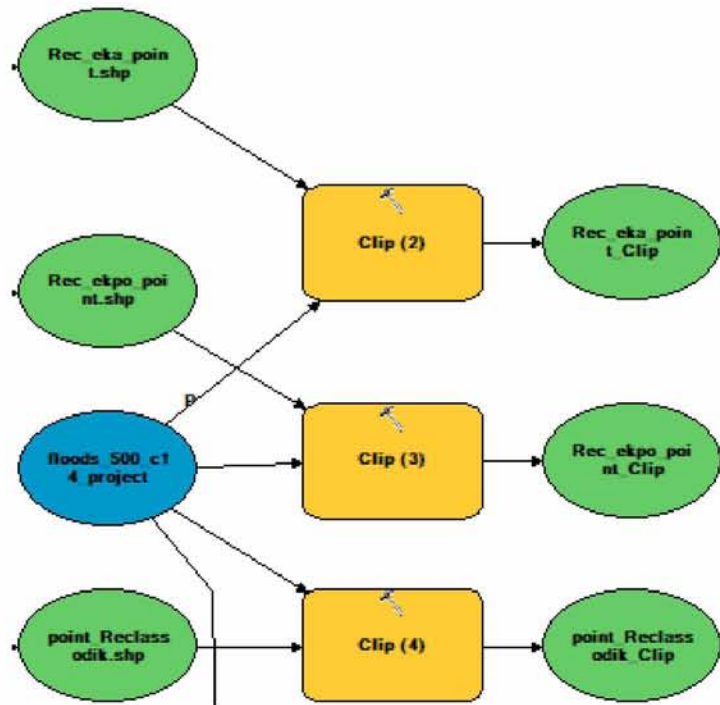 Rec_eka_poin
t.shp
Clip (2)
Rec_eka_poin
t_Clip
Rec_ekpo_poi
nt.shp
P
floods_500_c1
4_project
Clip (3)
Rec_ekpo_poi
nt_Clip
point_Reclass
odik.shp
Clip (4)
point_Reclass
odik_Clip